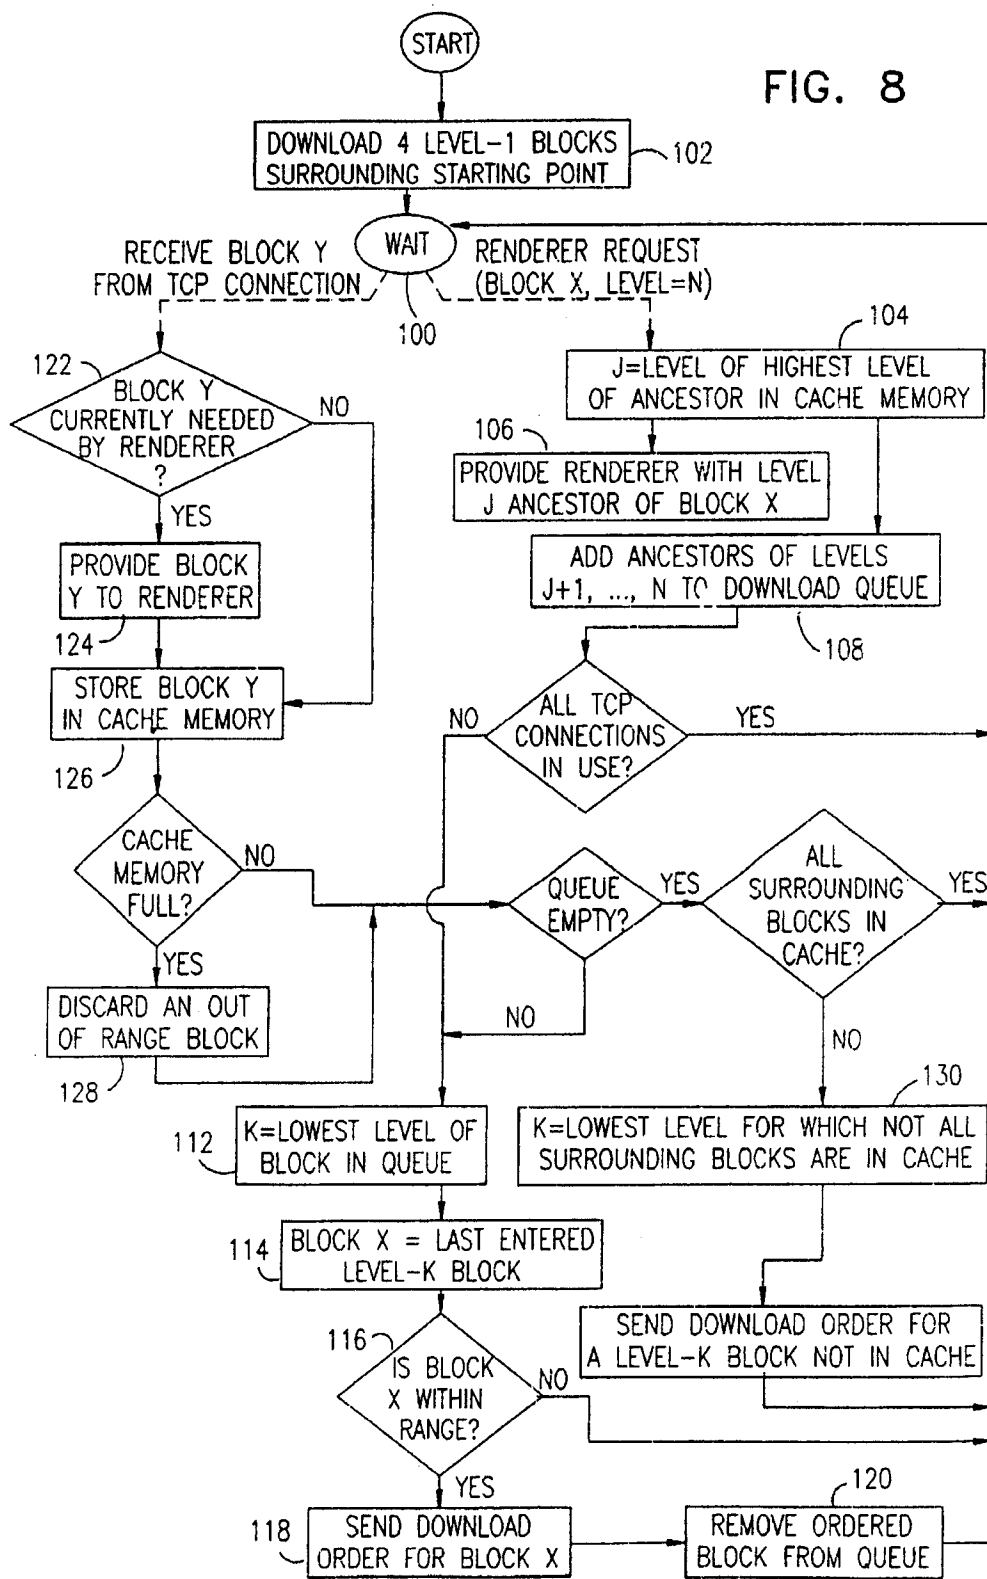 START
FIG. 8
DOWNLOAD 4 LEVEL-1 BLOCKS
SURROUNDING STARTING POINT
102
WAIT
100
RECEIVE BLOCK Y
FROM TCP CONNECTION
RENDERER REQUEST
(BLOCK X, LEVEL=N)
104
J=LEVEL OF HIGHEST LEVEL
OF ANCESTOR IN CACHE MEMORY
122
BLOCK Y
CURRENTLY NEEDED
BY RENDERER
?
NO
YES
106
PROVIDE RENDERER WITH LEVEL
J ANCESTOR OF BLOCK X
PROVIDE BLOCK
Y TO RENDERER
124
ADD ANCESTORS OF LEVELS
J+1, ..., N TO DOWNLOAD QUEUE
108
STORE BLOCK Y
IN CACHE MEMORY
126
ALL TCP
CONNECTIONS
IN USE?
NO
YES
CACHE
MEMORY
FULL?
NO
YES
QUEUE
EMPTY?
YES
NO
ALL
SURROUNDING
BLOCKS IN
CACHE?
YES
NO
DISCARD AN OUT
OF RANGE BLOCK
128
130
K=LOWEST LEVEL OF
BLOCK IN QUEUE
112
K=LOWEST LEVEL FOR WHICH NOT ALL
SURROUNDING BLOCKS ARE IN CACHE
114
BLOCK X = LAST ENTERED
LEVEL-K BLOCK
SEND DOWNLOAD ORDER FOR
A LEVEL-K BLOCK NOT IN CACHE
116
IS BLOCK
X WITHIN
RANGE?
NO
YES
118
SEND DOWNLOAD
ORDER FOR BLOCK X
120
REMOVE ORDERED
BLOCK FROM QUEUE